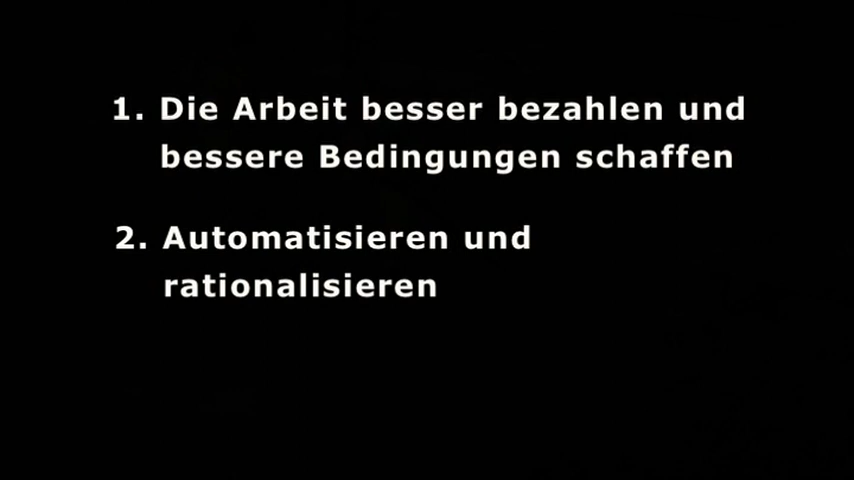 1. Die Arbeit besser bezahlen und
bessere Bedingungen schaffen
2. Automatisieren und
rationalisieren